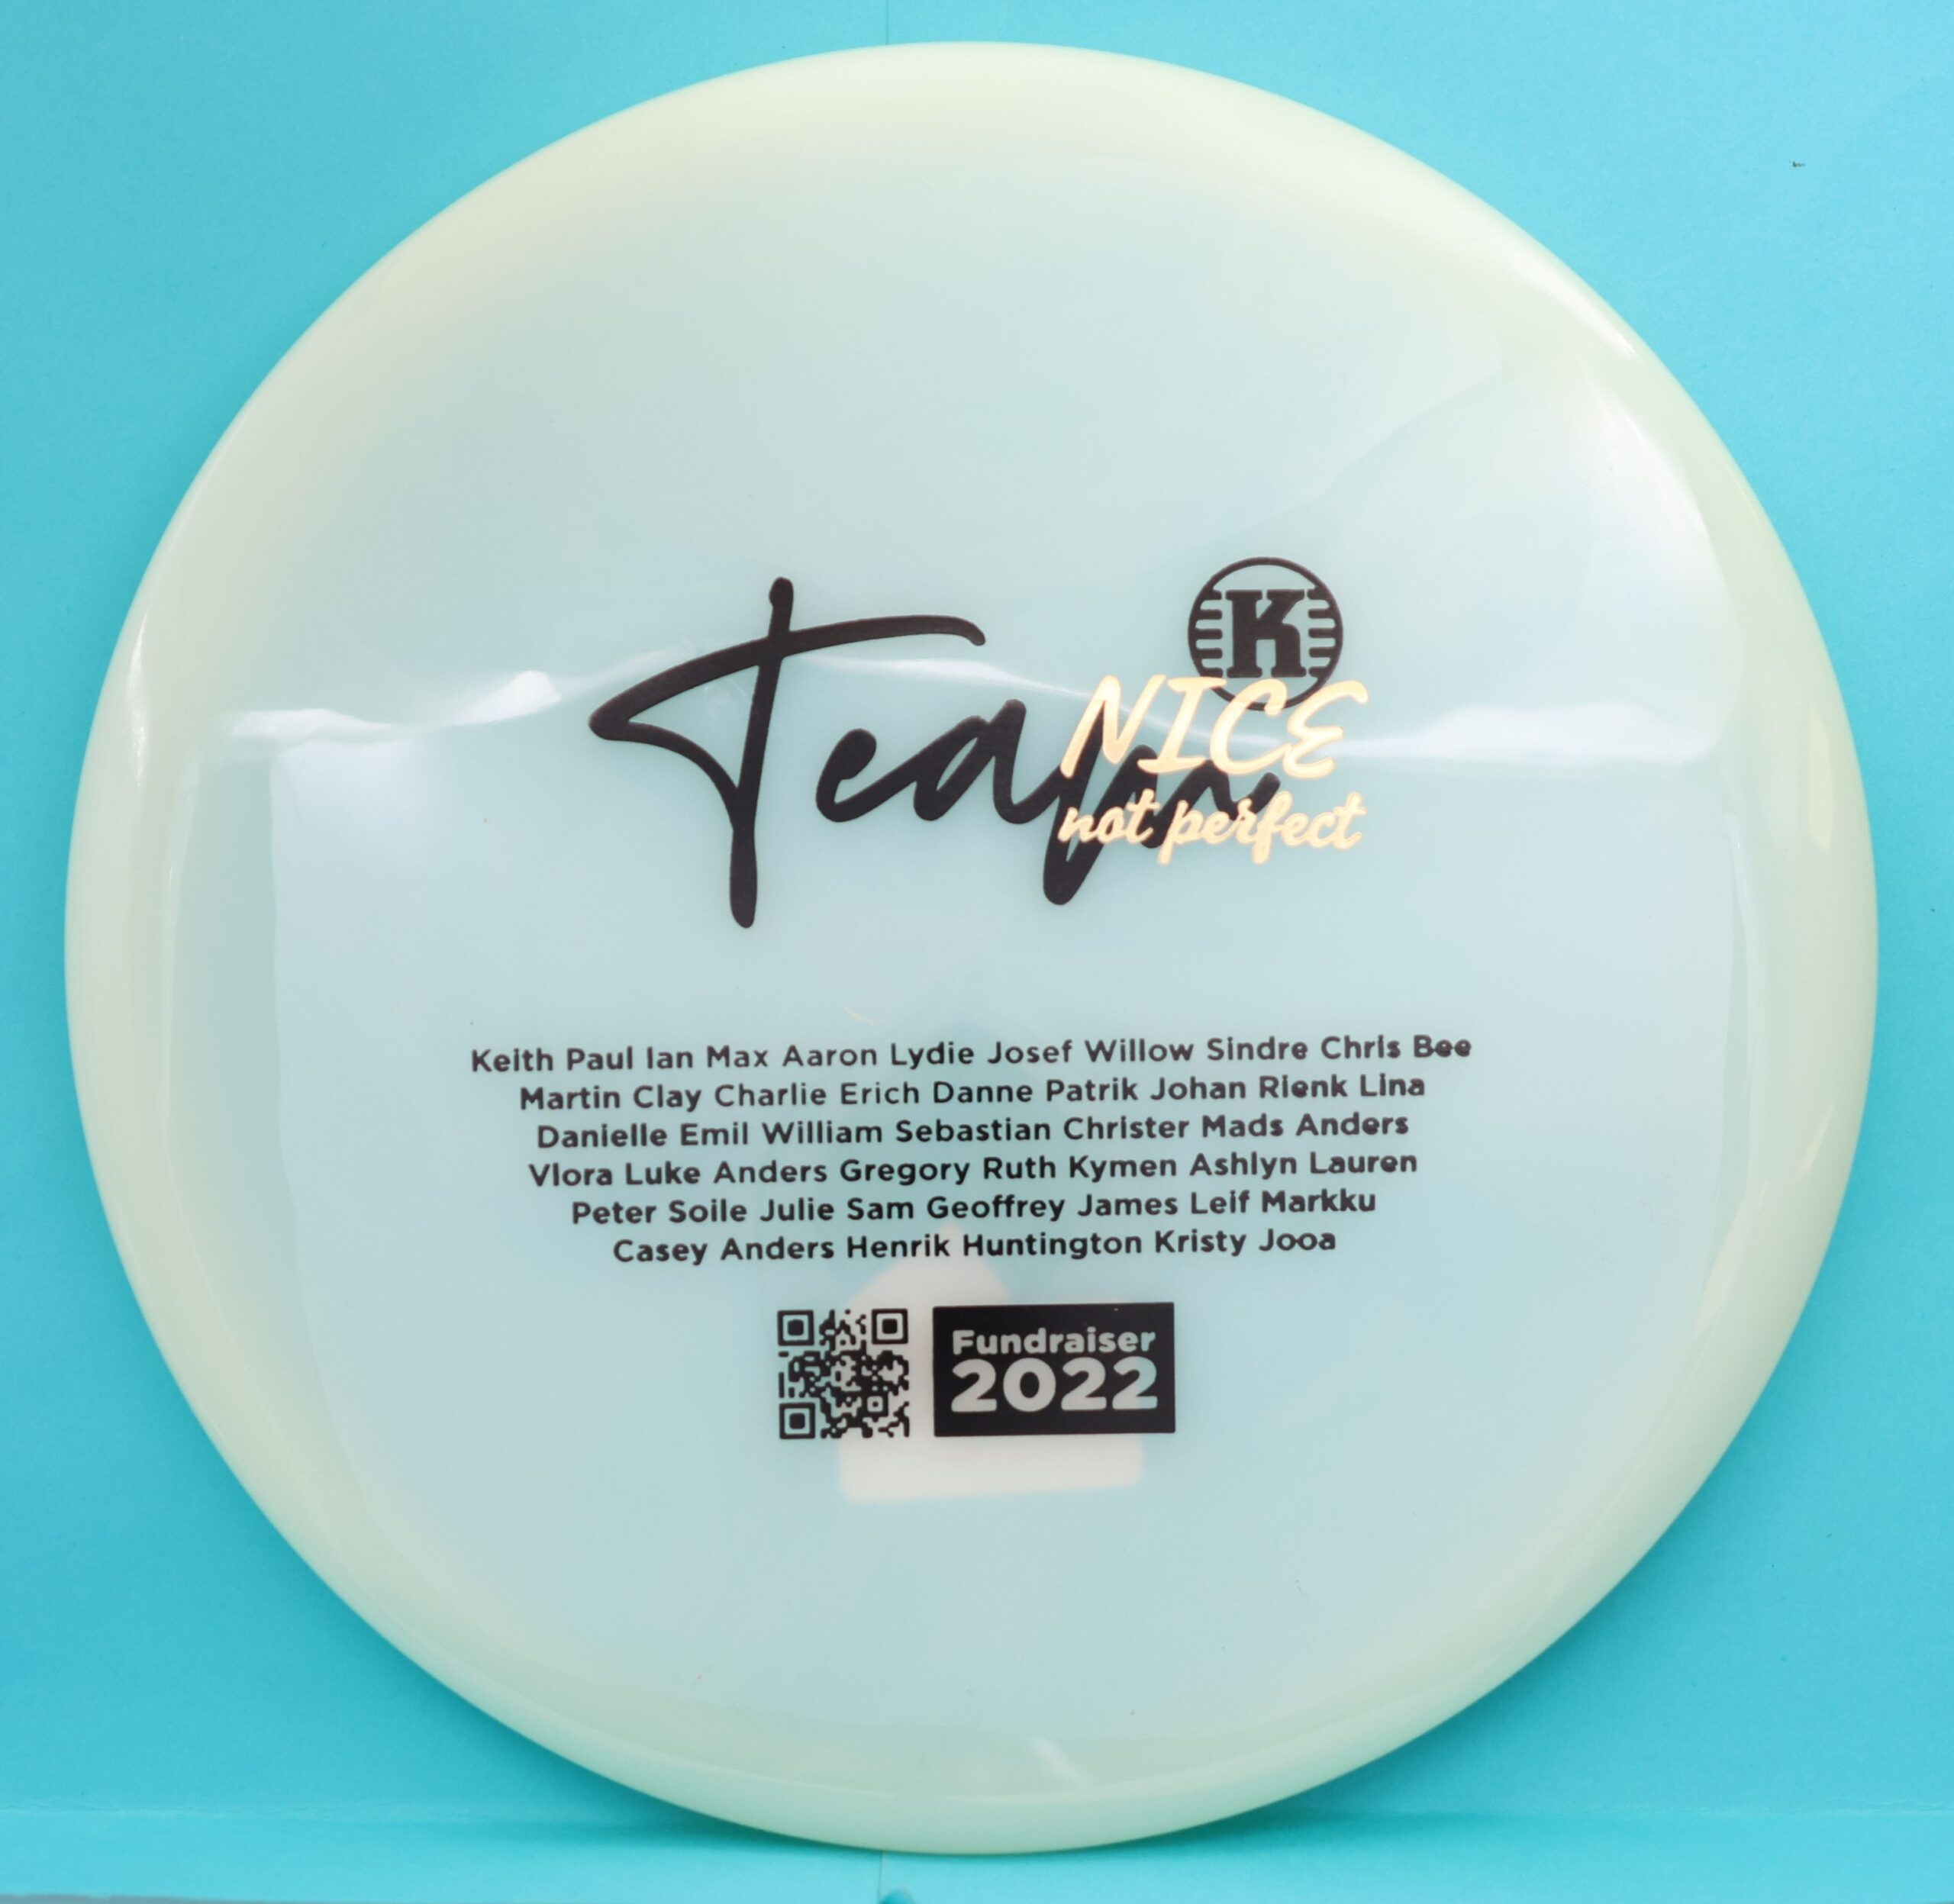 Team
K
NICE
not perfect
Keith Paul Ian Max Aaron Lydie Josef Willow Sindre Chris Bee
Martin Clay Charlie Erich Danne Patrik Johan Rienk Lina
Danielle Emil William Sebastian Christer Mads Anders
Vlora Luke Anders Gregory Ruth Kymen Ashlyn Lauren
Peter Soile Julie Sam Geoffrey James Leif Markku
Casey Anders Henrik Huntington Kristy Jooa
Fundraiser
2022